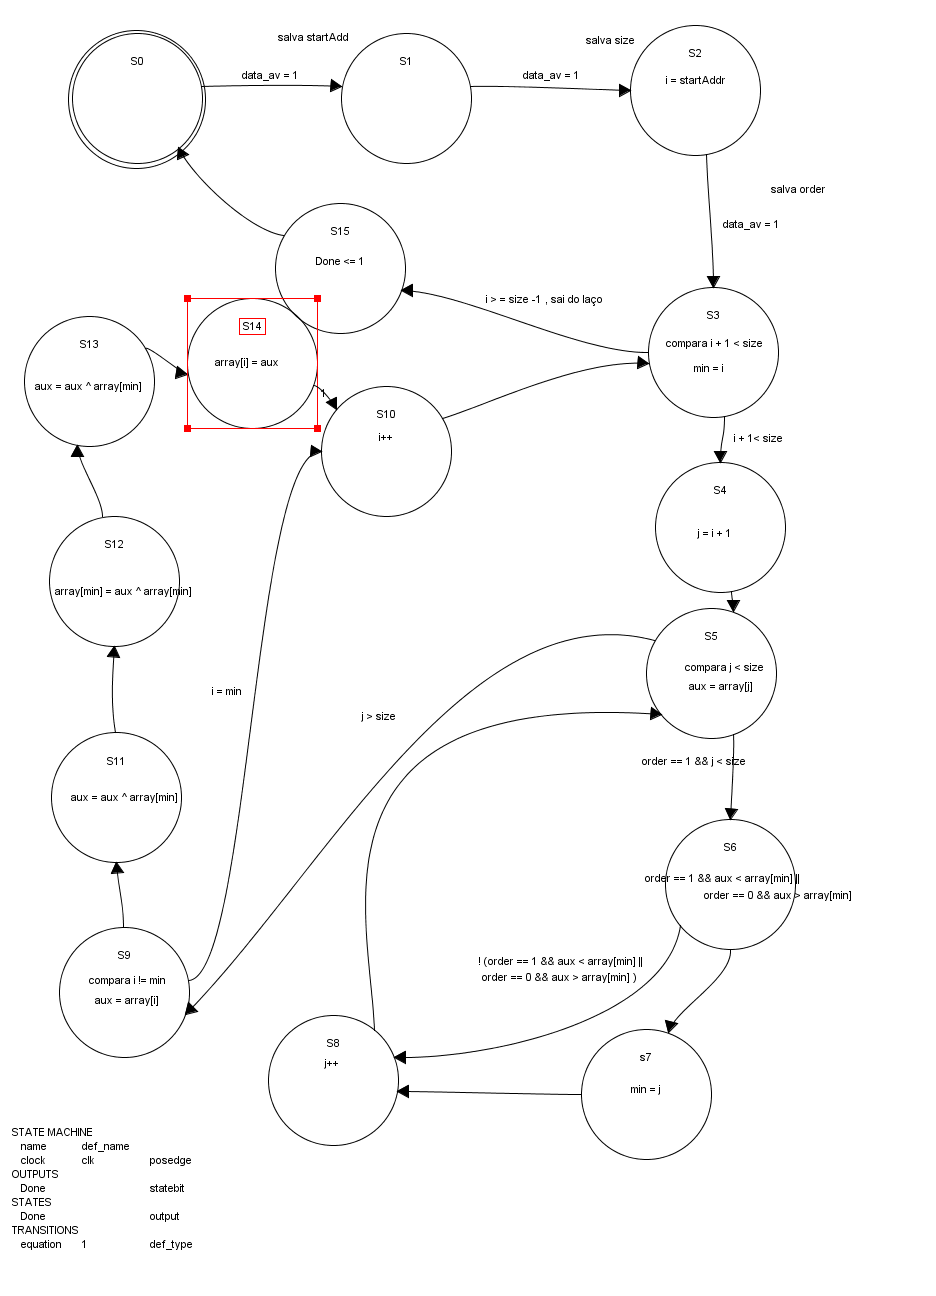 salva startAdd
salva size
S0
data_av = 1
S1
data_av = 1
S2
i = startAddr
salva order
data_av = 1
S15
Done <= 1
i > = size -1 , sai do laço
S3
compara i + 1 < size
min = i
S13
aux = aux ^ array[min]
S14
array[i] = aux
1
S10
i++
i + 1< size
S4
j = i + 1
S12
array[min] = aux ^ array[min]
S5
compara j < size
aux = array[j]
i = min
j > size
order == 1 && j < size
S11
aux = aux ^ array[min]
S6
order == 1 && aux < array[min] ||
order == 0 && aux > array[min]
S9
compara i != min
aux = array[i]
! (order == 1 && aux < array[min] ||
order == 0 && aux > array[min] )
S8
j++
s7
min = j
STATE MACHINE
name def_name
clock clk posedge
OUTPUTS
Done statebit
STATES
Done output
TRANSITIONS
equation 1 def_type